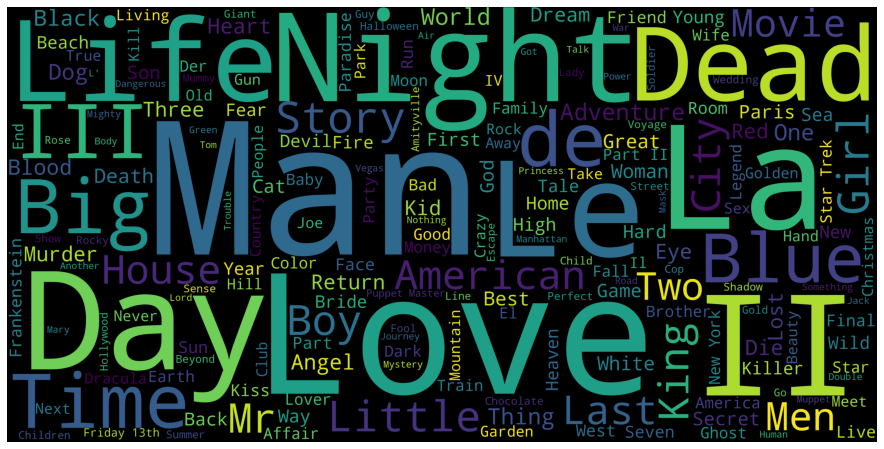 Black
Living
Giant
Guy
Halloween
World
Dream
Friend
Young
Movie
Beach
Kill
Heart
Air
Got
Talk
War
Wife
True
L'
Son
Der
Gun
Paradise
Park
Run
Lady
Power
Soldier
Wedding
Dog
Dangerous
Mummy
Old
Moon
IV
Life
Night
Dead
III
Three
Fear
Story
Family
Adventure
Room
Paris
Sea
End
Mighty
Rose
Body
Green
Tom
People
Devil
Fire
Amityville
First
Rock
Away
de
Voyage
Great
Red
One
Girl
Blood
Death
Man
Cat
Baby
Bad
God
Princess
Tale
Take
Part II
Woman
Street
City
Legend
Golden
Star Trek
Big
Trouble
Country
Joe
Vegas
Party
Kid
Nothing
Good
Crazy
Escape
Home
High
Manhattan
Le
Mask
Hard
La
Sex
Hand
New
Christmas
Murder
Show
Rocky
House
Money
American
Child
Il
Eye
Cop
Blue
Frankenstein
Another
Year
Color
Face
Return
Puppet Master
Line
Best
Perfect
Fall
Road
Game
Two
Shadow
Something
Day
Sense
Lord
Hill
Bride
Brother
Gold
Jack
Mary
Hollywood
Never
Love
Boy
Part
El
Mountain
King
New York
Lost
Die
Beauty
Final
Wild
Sun
Beyond
Club
Angel
Fool
Journey
Dark
Mystery
White
II
Killer
Star
Time
Dracula
Earth
Kiss
Train
Heaven
America
Go
Double
Next
Lover
Chocolate
Meet
Back
Mr
Way
Little
Thing
Last
Secret
Muppet
Men
Children
Friday 13th
Summer
Affair
Garden
West
Seven
Ghost
Human
Live